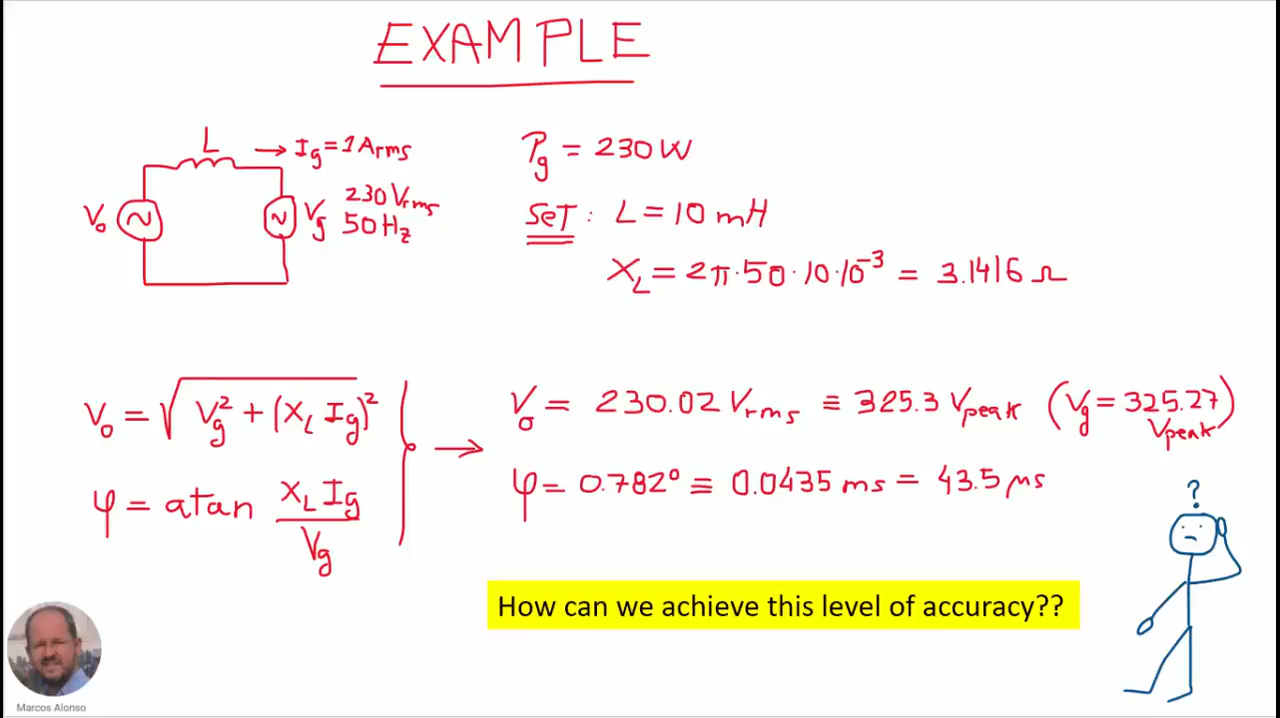 EXAMPLE
L → Ig = 1 Arms
Vo ~ ~ Vg 230 Vrms
50 Hz
Pg = 230 W
SET : L = 10 mH
XL = 2π·50·10·10⁻³ = 3.1416 Ω
Vo = √(Vg² + (XL Ig)²)
φ = atan XL Ig / Vg
→
Vo = 230.02 Vrms ≡ 325.3 Vpeak (Vg = 325.27 Vpeak)
φ = 0.782º ≡ 0.0435 ms = 43.5 μs
?
How can we achieve this level of accuracy??
Marcos Alonso